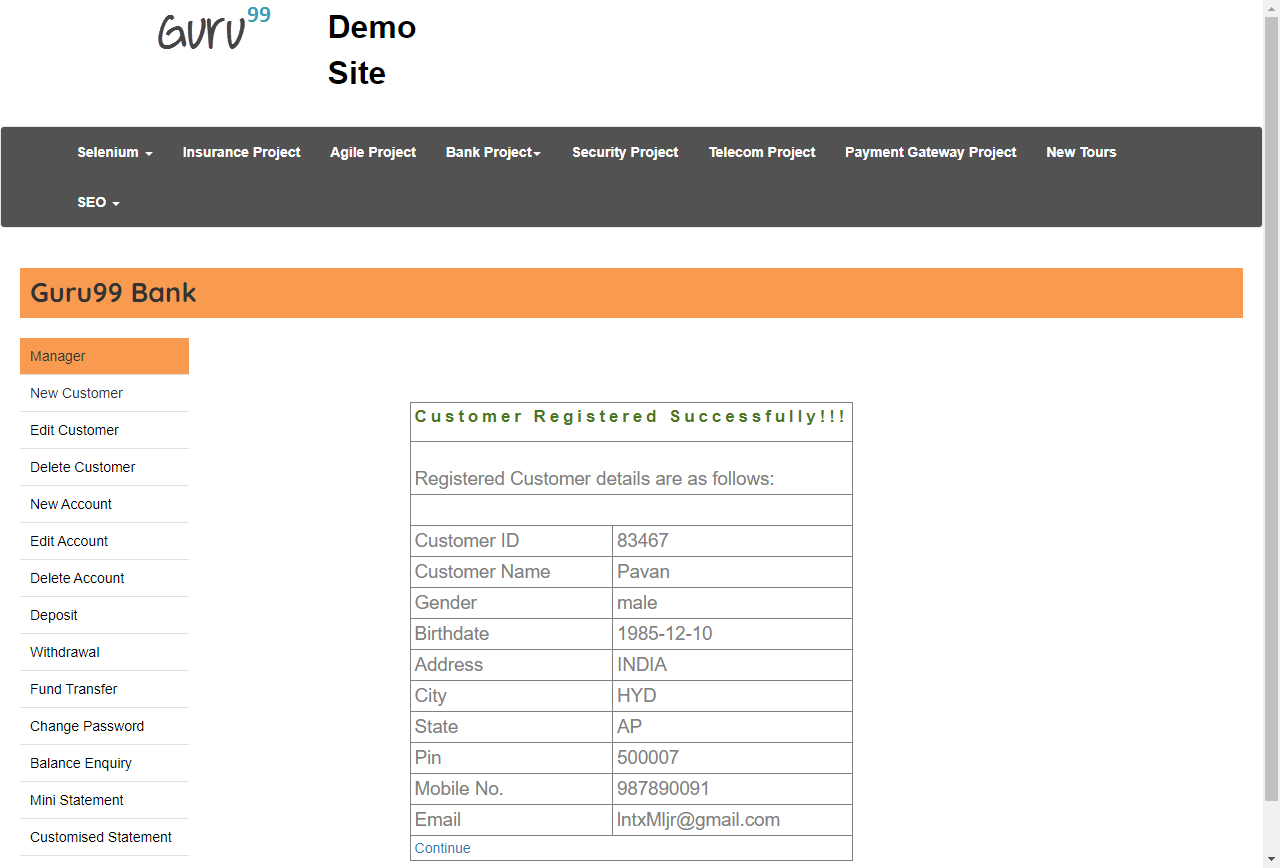 Guru99
Demo
Site
Selenium
Insurance Project
Agile Project
Bank Project
Security Project
Telecom Project
Payment Gateway Project
New Tours
SEO
Guru99 Bank
Manager
New Customer
Edit Customer
Delete Customer
New Account
Edit Account
Delete Account
Deposit
Withdrawal
Fund Transfer
Change Password
Balance Enquiry
Mini Statement
Customised Statement
Customer Registered Successfully!!!
Registered Customer details are as follows:
Customer ID 83467
Customer Name Pavan
Gender male
Birthdate 1985-12-10
Address INDIA
City HYD
State AP
Pin 500007
Mobile No. 987890091
Email lntxMljr@gmail.com
Continue